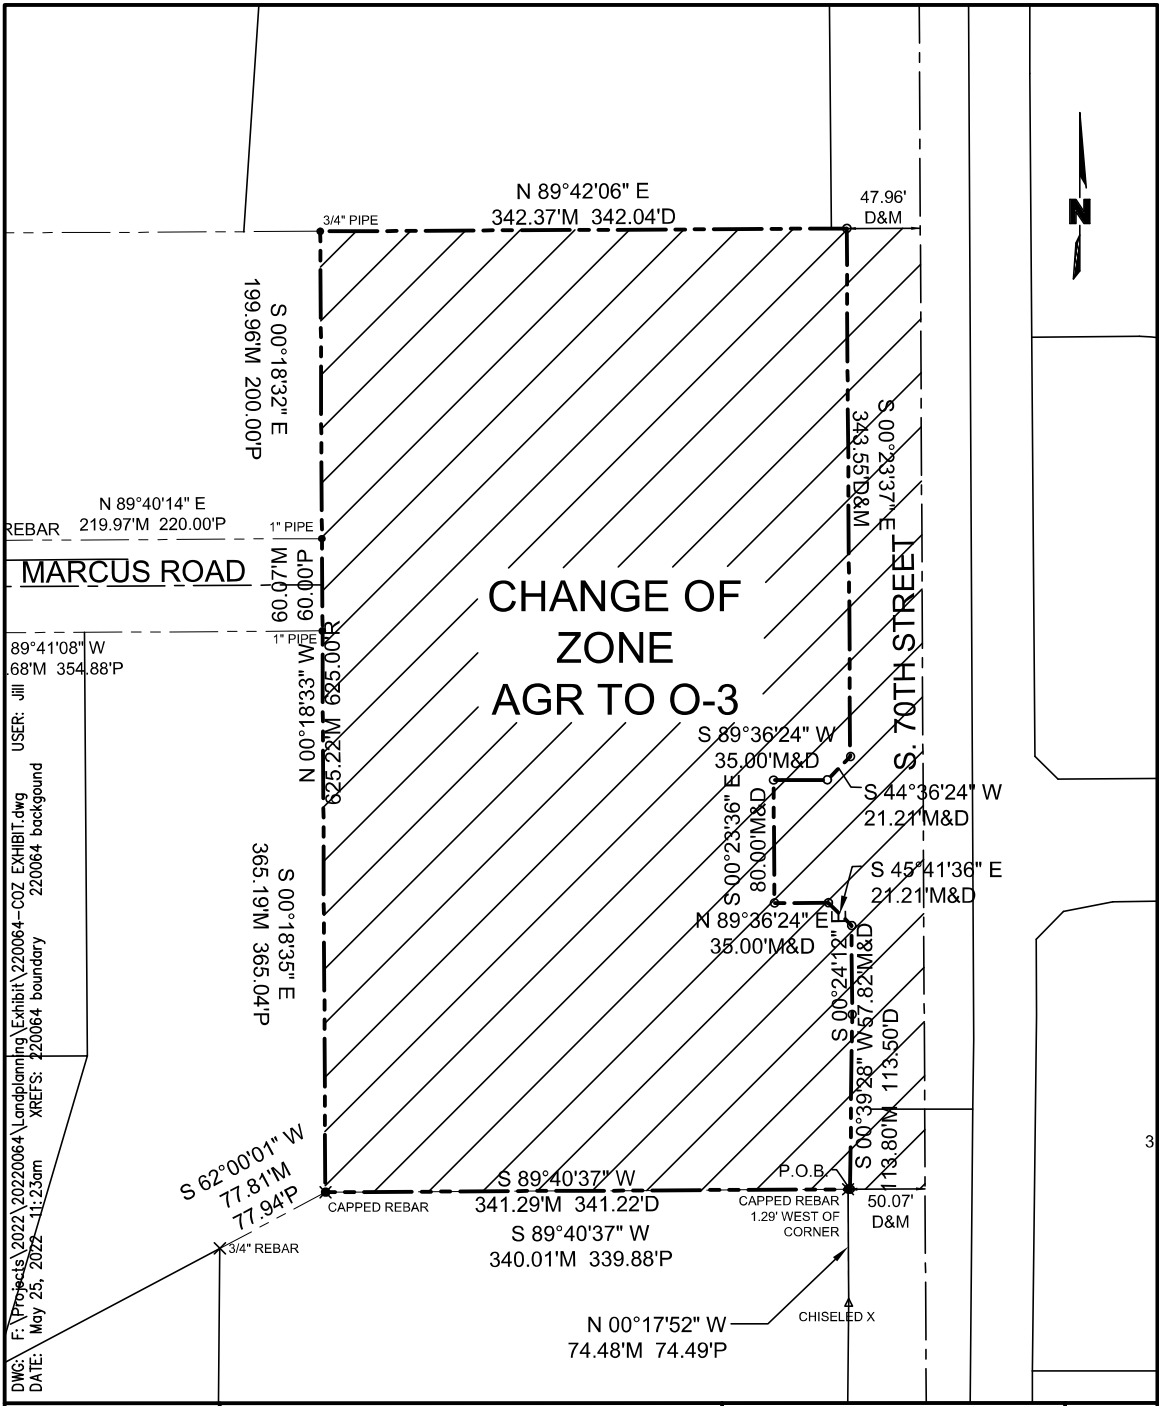 N 89°42'06" E
342.37'M 342.04'D
47.96'
D&M
N
3/4" PIPE
S 00°18'32" E
199.96'M 200.00'P
S 00°23'37" E
343.55'D&M
N 89°40'14" E
219.97'M 220.00'P
REBAR
1" PIPE
MARCUS ROAD
60.07'M
60.00'P
1" PIPE
89°41'08" W
.68'M 354.88'P
N 00°18'33" W
625.22'M 625.00'R
CHANGE OF
ZONE
AGR TO O-3
S. 70TH STREET
S 89°36'24" W
35.00'M&D
S 44°36'24" W
21.21'M&D
S 00°23'36" E
80.00'M&D
S 45°41'36" E
21.21'M&D
N 89°36'24" E
35.00'M&D
S 00°24'12" E
57.82'M&D
S 00°18'35" E
365.19'M 365.04'P
S 00°39'28" W
113.80'M 113.50'D
3
S 62°00'01" W
77.81'M
77.94'P
P.O.B.
S 89°40'37" W
341.29'M 341.22'D
CAPPED REBAR
CAPPED REBAR
1.29' WEST OF
CORNER
50.07'
D&M
S 89°40'37" W
340.01'M 339.88'P
3/4" REBAR
N 00°17'52" W
74.48'M 74.49'P
CHISELED X
DWG: F:\Projects\2022\20220064\Landplanning\Exhibit\220064-COZ EXHIBIT.dwg USER: Jill
DATE: May 25, 2022 11:23am XREFS: 220064 boundary 220064 backgound